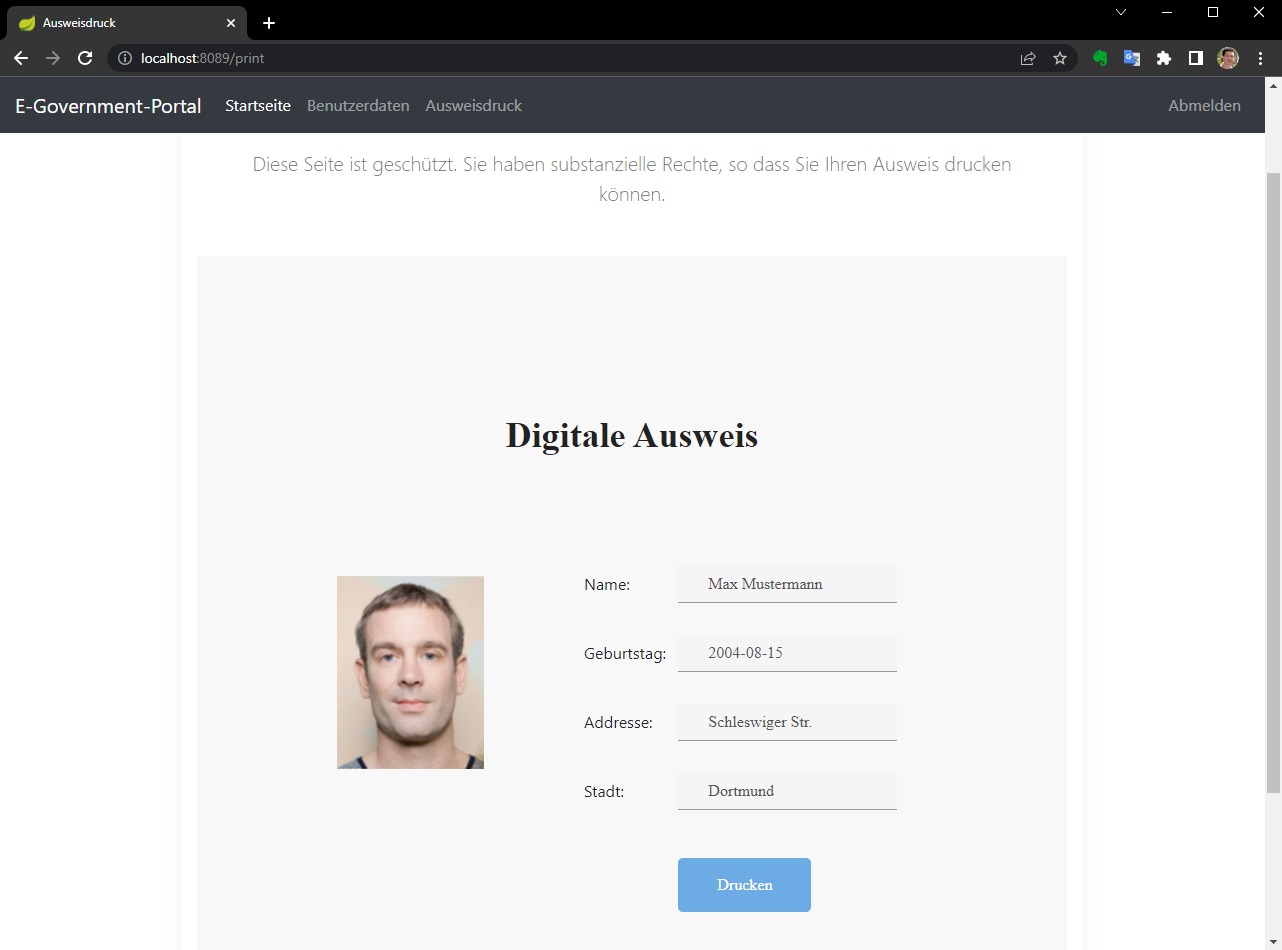 Ausweisdruck
localhost:8089/print
E-Government-Portal Startseite Benutzerdaten Ausweisdruck Abmelden
Diese Seite ist geschützt. Sie haben substanzielle Rechte, so dass Sie Ihren Ausweis drucken
können.
Digitale Ausweis
Name: Max Mustermann
Geburtstag: 2004-08-15
Addresse: Schleswiger Str.
Stadt: Dortmund
Drucken